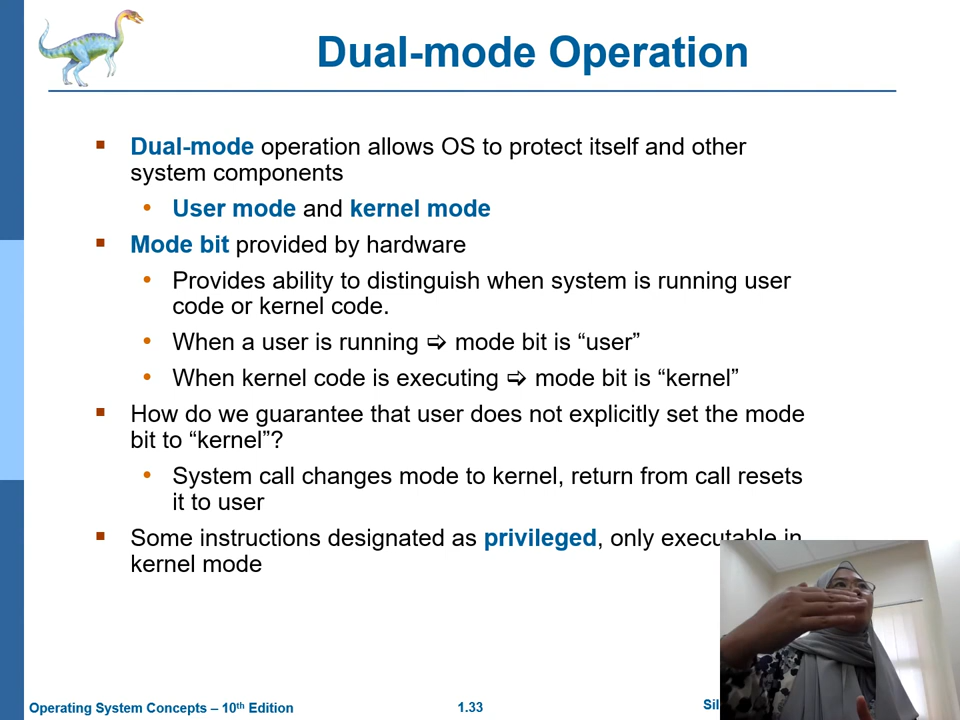 Dual-mode Operation
Dual-mode operation allows OS to protect itself and other
system components
User mode and kernel mode
Mode bit provided by hardware
Provides ability to distinguish when system is running user
code or kernel code.
When a user is running ➩ mode bit is “user”
When kernel code is executing ➩ mode bit is “kernel”
How do we guarantee that user does not explicitly set the mode
bit to “kernel”?
System call changes mode to kernel, return from call resets
it to user
Some instructions designated as privileged, only executable in
kernel mode
Operating System Concepts – 10th Edition
1.33